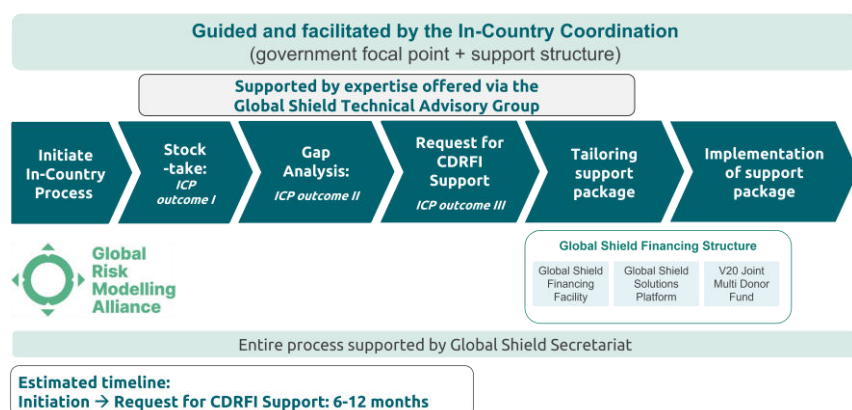 Guided and facilitated by the In-Country Coordination
(government focal point + support structure)
Supported by expertise offered via the
Global Shield Technical Advisory Group
Initiate
In-Country
Process
Stock
-take:
ICP
outcome I
Gap
Analysis:
ICP outcome II
Request for
CDRFI
Support
ICP outcome III
Tailoring
support
package
Implementation
of support
package
Global
Risk
Modelling
Alliance
Global Shield Financing Structure
Global Shield
Financing
Facility
Global Shield
Solutions
Platform
V20 Joint
Multi Donor
Fund
Entire process supported by Global Shield Secretariat
Estimated timeline:
Initiation → Request for CDRFI Support: 6-12 months